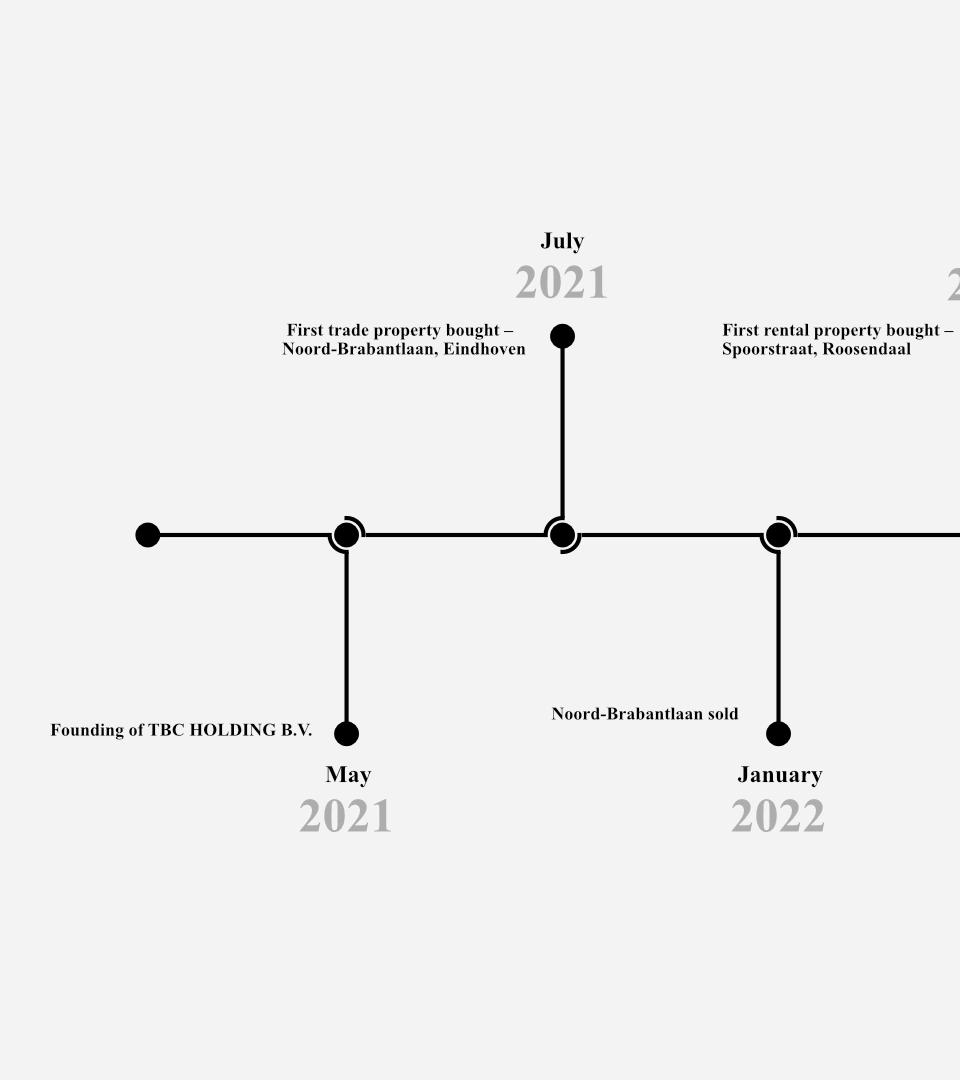 July
2021
First trade property bought –
Noord-Brabantlaan, Eindhoven
First rental property bought –
Spoorstraat, Roosendaal
Founding of TBC HOLDING B.V.
May
2021
Noord-Brabantlaan sold
January
2022